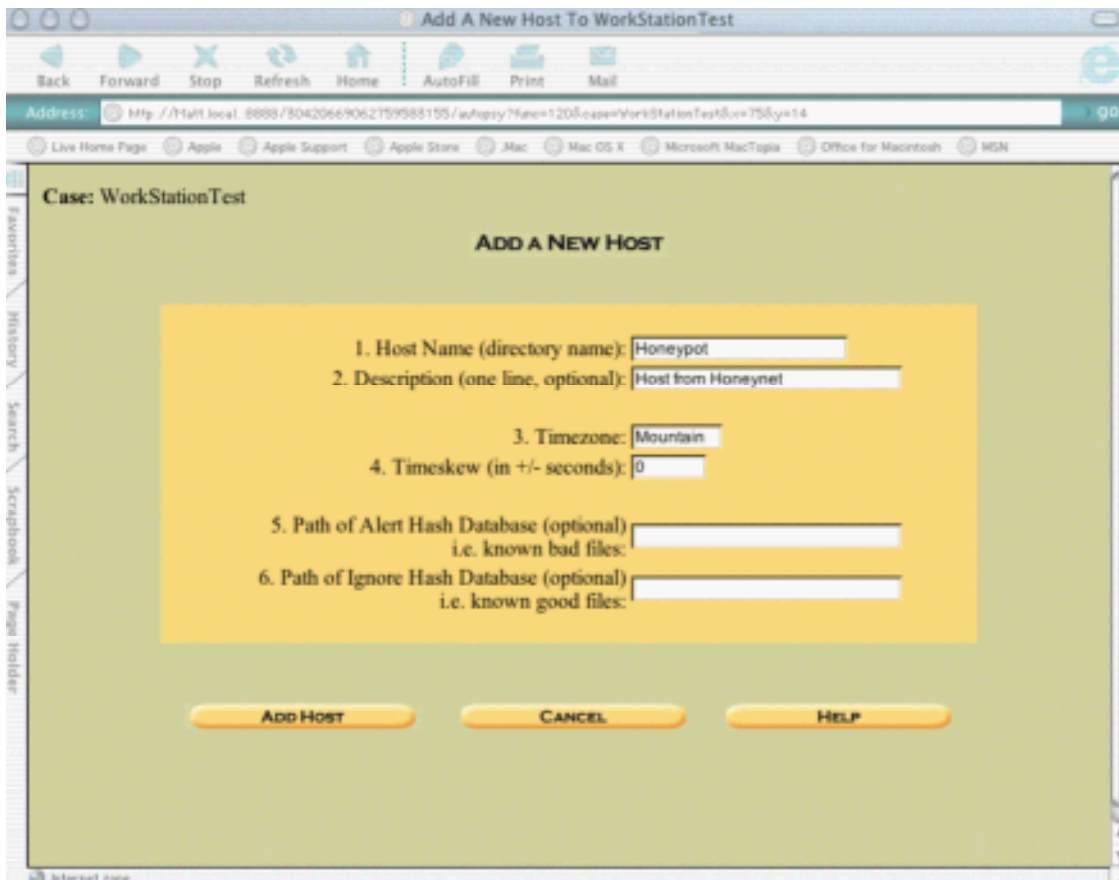 Add A New Host To WorkStationTest
Back Forward Stop Refresh Home AutoFill Print Mail
Address: go
Live Home Page Apple Apple Support Apple Store .Mac Mac OS X Microsoft MacTopia Office for Macintosh MSN
Favorites
History
Search
Scrapbook
Page Holder
Case: WorkStationTest
ADD A NEW HOST
1. Host Name (directory name): Honeypot
2. Description (one line, optional): Host from Honeynet
3. Timezone: Mountain
4. Timeskew (in +/- seconds): 0
5. Path of Alert Hash Database (optional)
i.e. known bad files:
6. Path of Ignore Hash Database (optional)
i.e. known good files:
ADD HOST CANCEL HELP
Internet zone